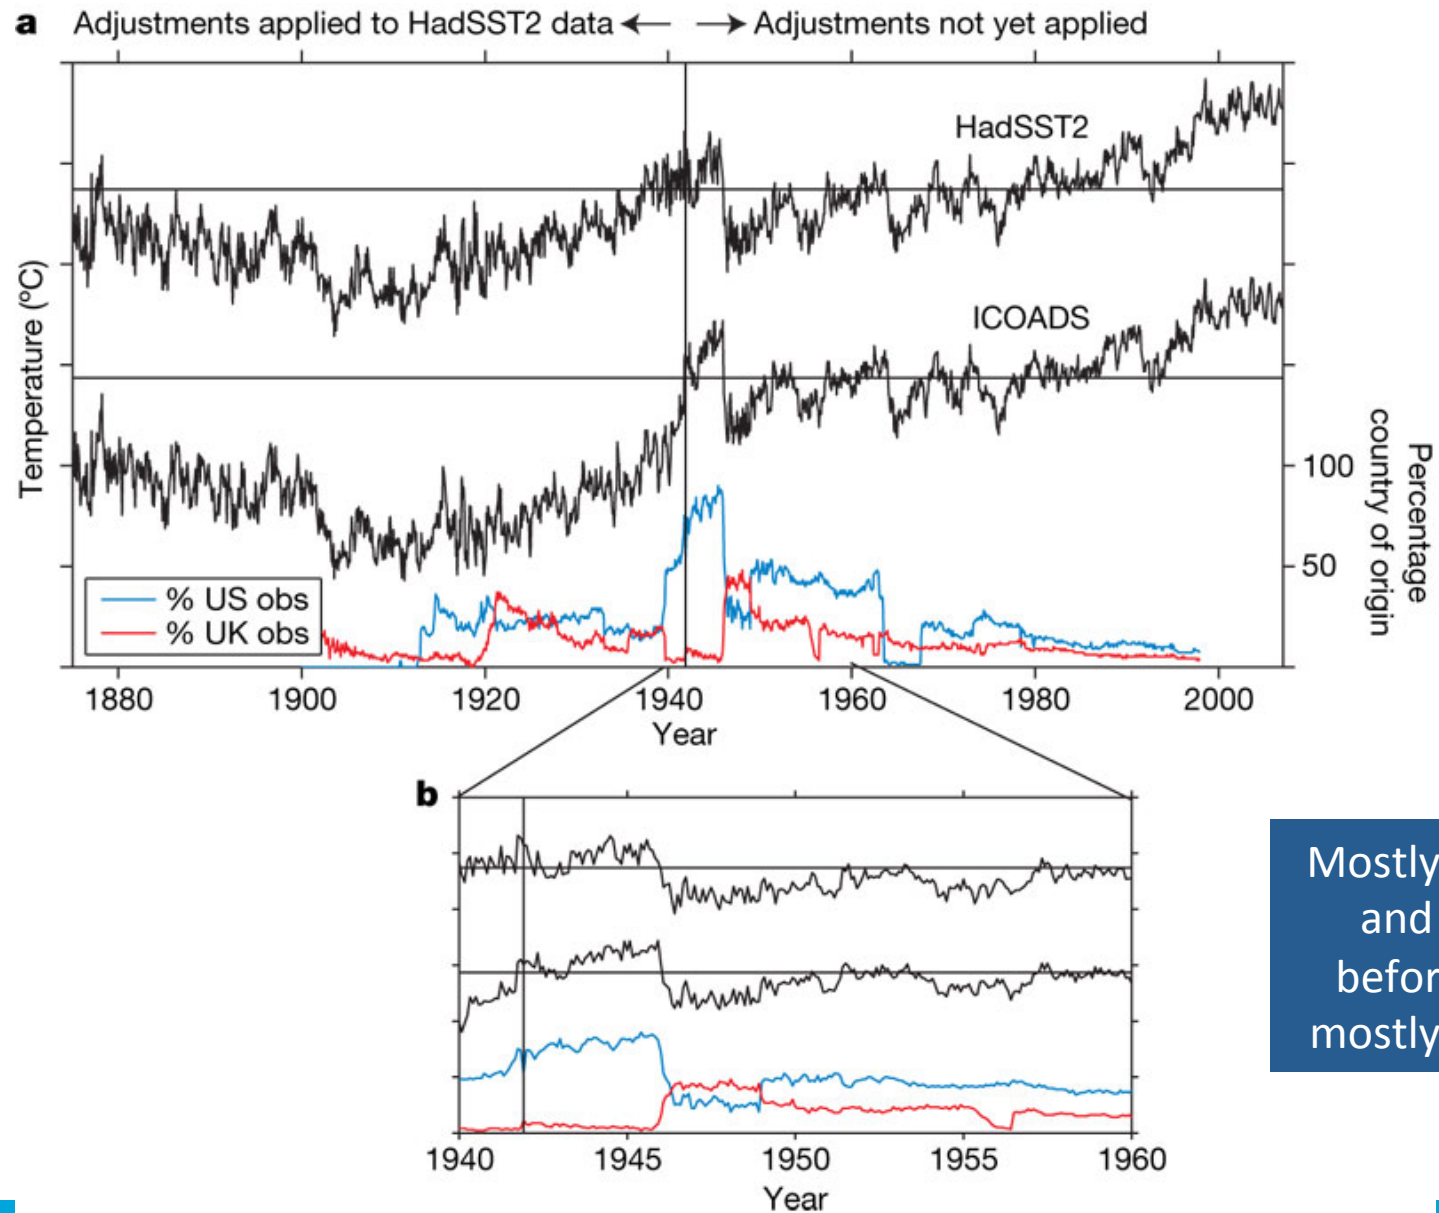 a Adjustments applied to HadSST2 data ← → Adjustments not yet applied
HadSST2
ICOADS
Temperature (ºC)
100
50
Percentage
country of origin
% US obs
% UK obs
1880 1900 1920 1940 1960 1980 2000
Year
b
1940 1945 1950 1955 1960
Year
Mostly
and
befor
mostly